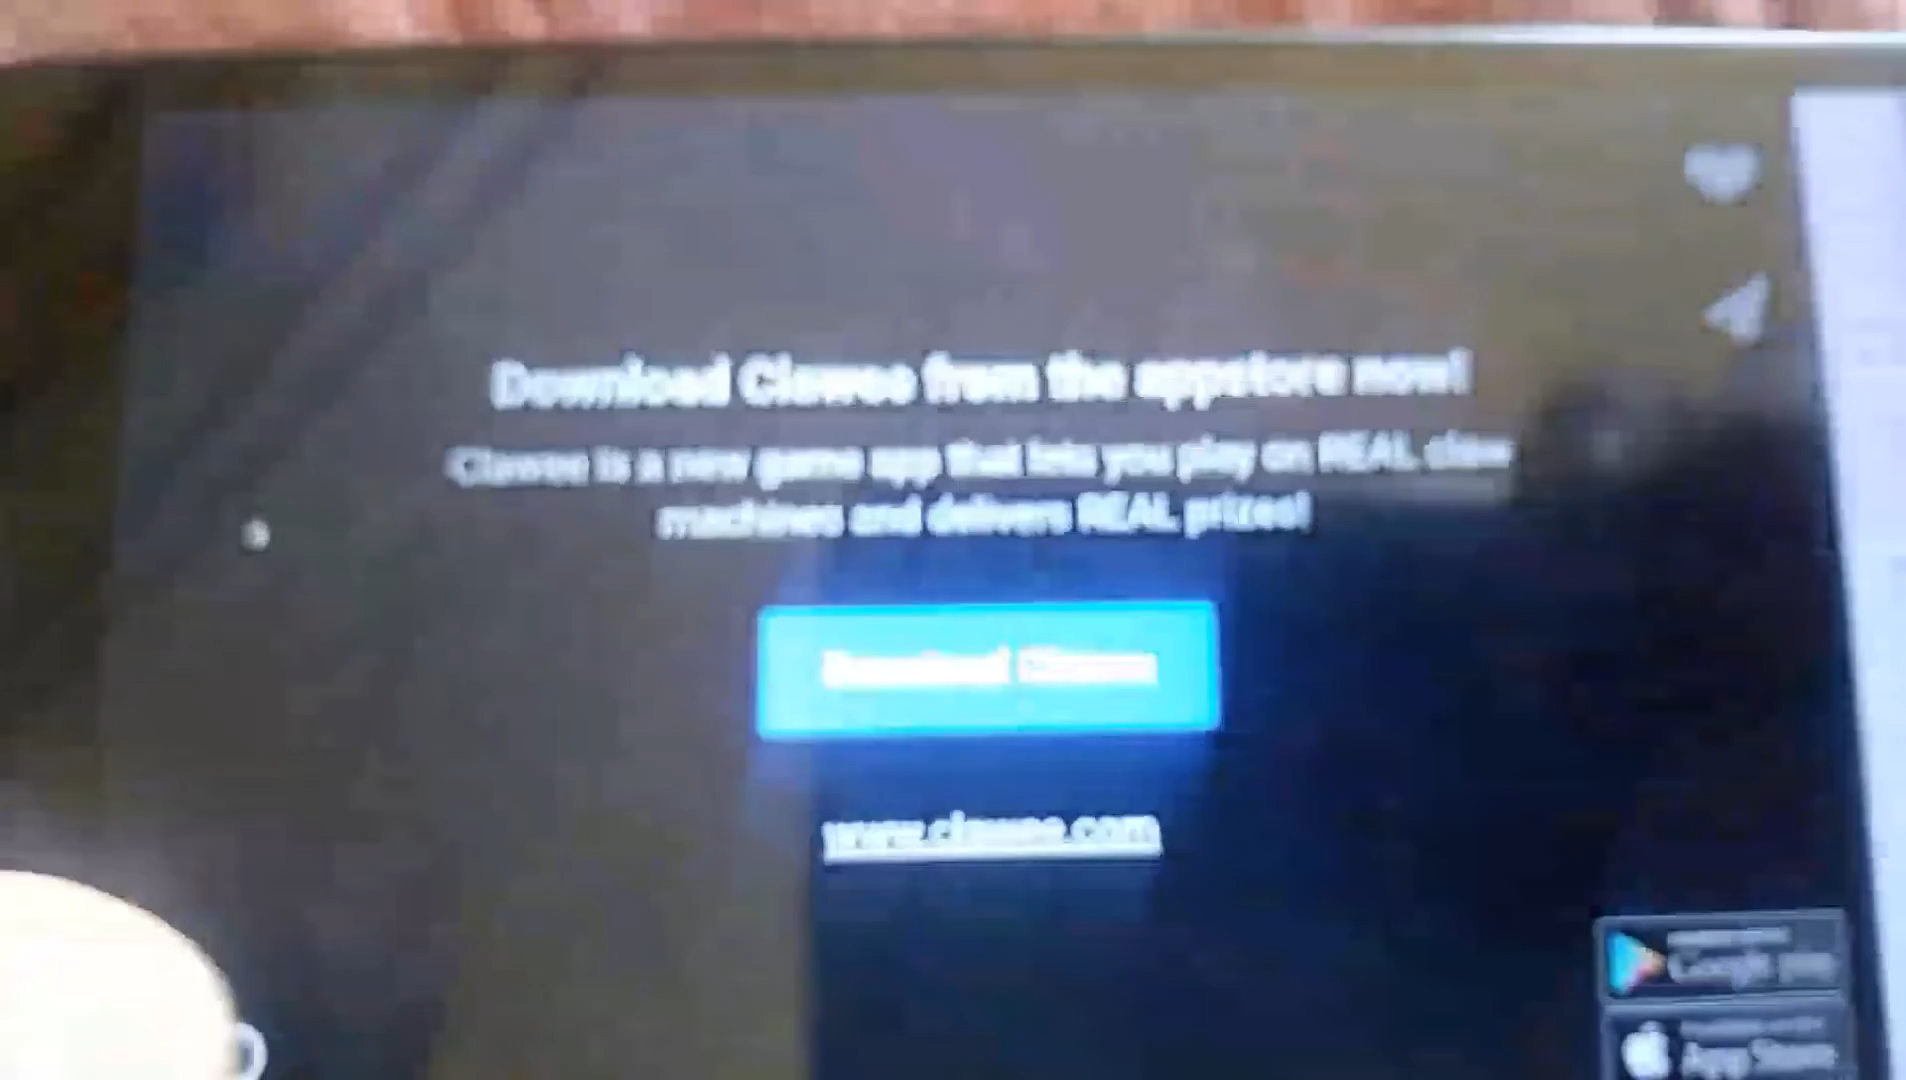 Download Clawee from the appstore now!
Clawee is a new game app that lets you play on REAL claw
machines and delivers REAL prizes!
Download Clawee
www.clawee.com
Google play
App Store